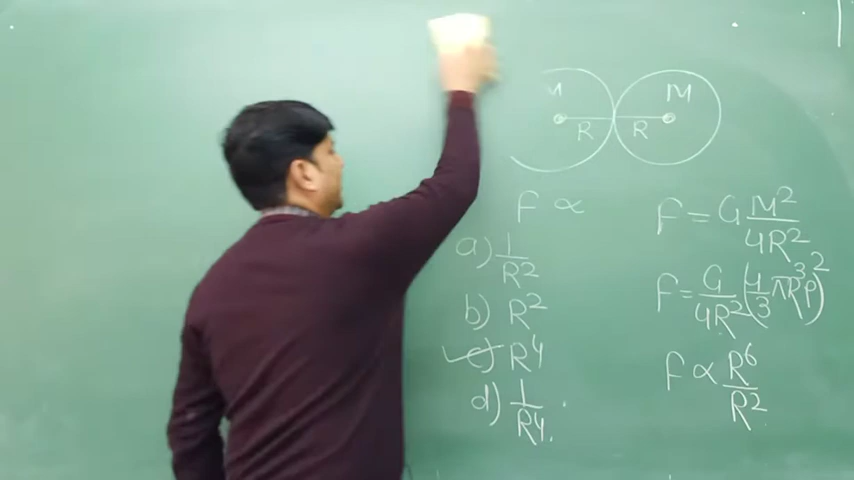 M
R
R
F ∝
a) 1/R²
b) R²
c) R⁴
d) 1/R⁴
F = G M²/4R²
F = G/4R² (4/3 πR³ρ)²
F ∝ R⁶/R²